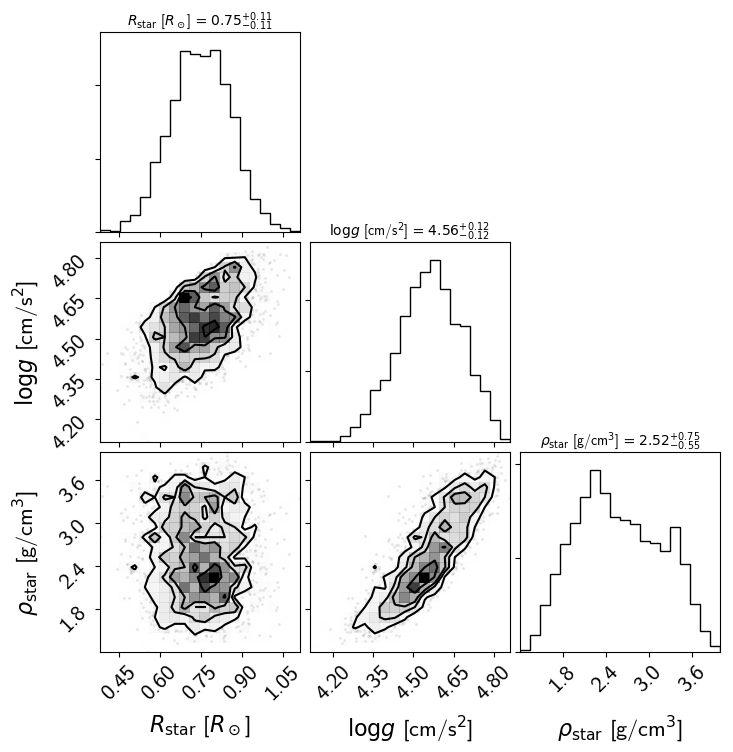 R_star [R_⊙] = 0.75^{+0.11}_{-0.11}
log g [cm/s²] = 4.56^{+0.12}_{-0.12}
4.80
4.65
4.50
4.35
4.20
log g [cm/s²]
ρ_star [g/cm³] = 2.52^{+0.75}_{-0.55}
3.6
3.0
2.4
1.8
ρ_star [g/cm³]
0.45 0.60 0.75 0.90 1.05 4.20 4.35 4.50 4.65 4.80 1.8 2.4 3.0 3.6
R_star [R_⊙] log g [cm/s²] ρ_star [g/cm³]